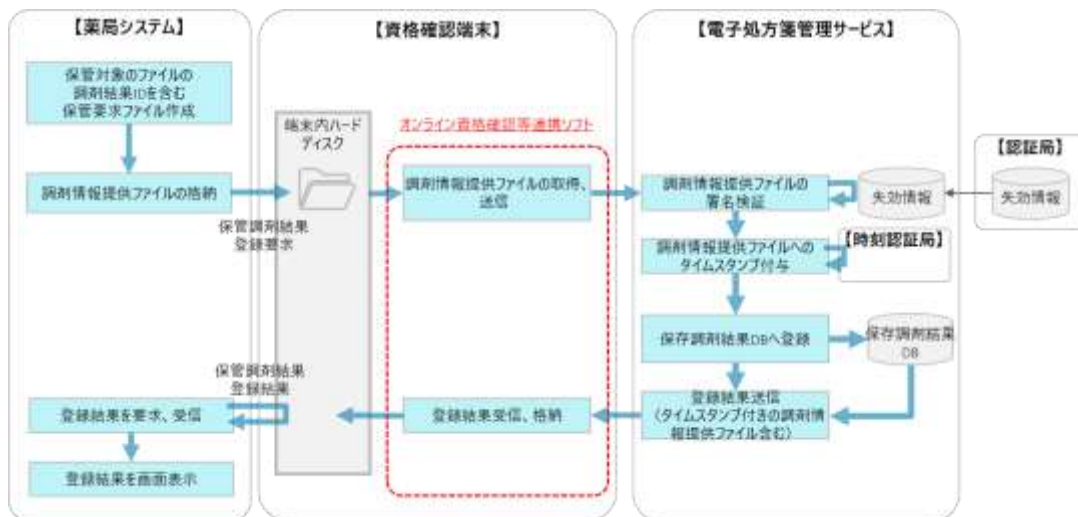 【薬局システム】
保管対象のファイルの
調剤結果IDを含む
保管要求ファイル作成
調剤情報提供ファイルの格納
保管調剤結果
登録要求
保管調剤結果
登録結果
登録結果を要求、受信
登録結果を画面表示
【資格確認端末】
端末内ハード
ディスク
オンライン資格確認等連携ソフト
調剤情報提供ファイルの取得、
送信
登録結果受信、格納
【電子処方箋管理サービス】
調剤情報提供ファイルの
署名検証
失効情報
調剤情報提供ファイルへの
タイムスタンプ付与
【時刻認証局】
保存調剤結果DBへ登録
保存調剤結果
DB
登録結果送信
(タイムスタンプ付きの調剤情
報提供ファイル含む)
【認証局】
失効情報